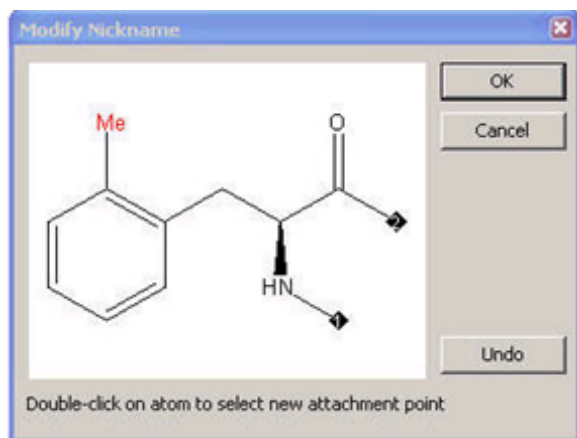 Modify Nickname
OK
Cancel
Me
O
2
HN
1
Undo
Double-click on atom to select new attachment point